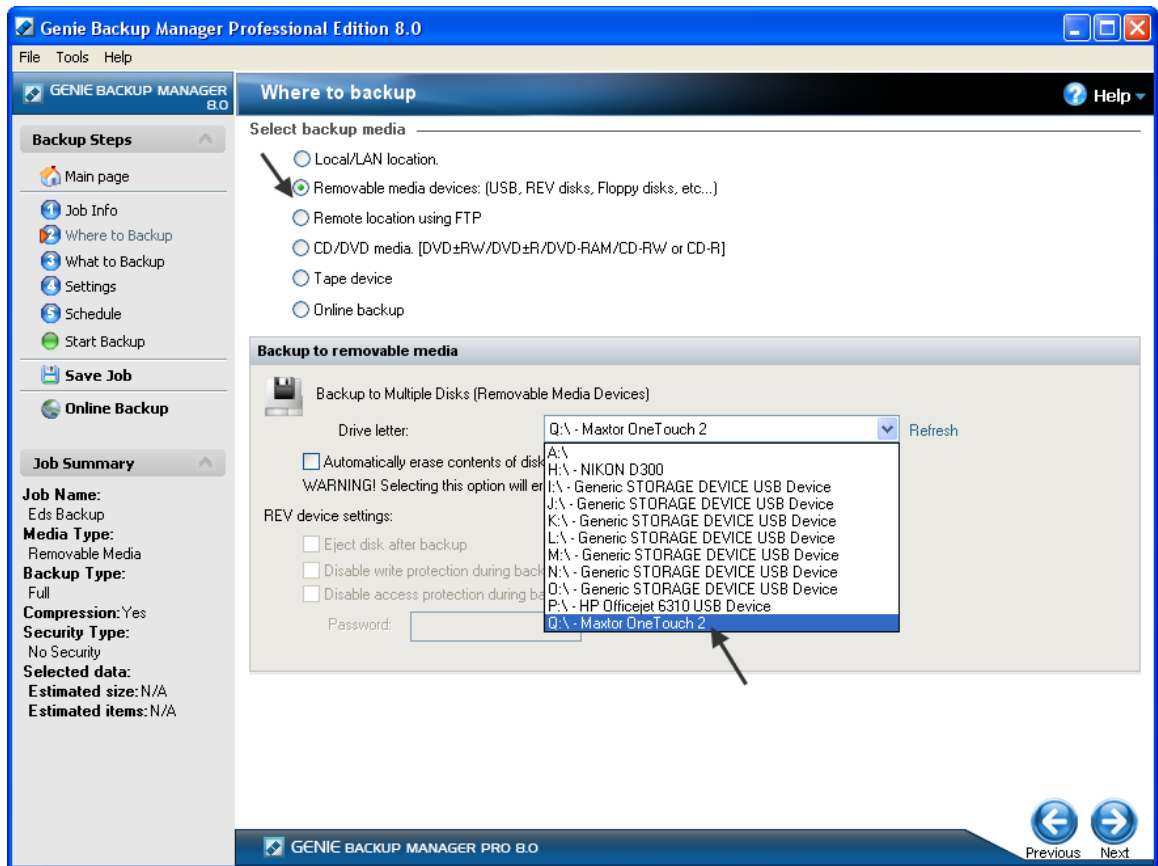 Genie Backup Manager Professional Edition 8.0
File Tools Help
GENIE BACKUP MANAGER
8.0
Where to backup
Help
Backup Steps
Main page
1 Job Info
2 Where to Backup
3 What to Backup
4 Settings
5 Schedule
Start Backup
Save Job
Online Backup
Job Summary
Job Name:
Eds Backup
Media Type:
Removable Media
Backup Type:
Full
Compression:Yes
Security Type:
No Security
Selected data:
Estimated size:N/A
Estimated items:N/A
Select backup media
Local/LAN location.
Removable media devices: (USB, REV disks, Floppy disks, etc...)
Remote location using FTP
CD/DVD media. [DVD±RW/DVD±R/DVD-RAM/CD-RW or CD-R]
Tape device
Online backup
Backup to removable media
Backup to Multiple Disks (Removable Media Devices)
Drive letter: Q:\ - Maxtor OneTouch 2 Refresh
Automatically erase contents of disk
WARNING! Selecting this option will er
REV device settings:
Eject disk after backup
Disable write protection during back
Disable access protection during ba
Password:
A:\
H:\ - NIKON D300
I:\ - Generic STORAGE DEVICE USB Device
J:\ - Generic STORAGE DEVICE USB Device
K:\ - Generic STORAGE DEVICE USB Device
L:\ - Generic STORAGE DEVICE USB Device
M:\ - Generic STORAGE DEVICE USB Device
N:\ - Generic STORAGE DEVICE USB Device
O:\ - Generic STORAGE DEVICE USB Device
P:\ - HP Officejet 6310 USB Device
Q:\ - Maxtor OneTouch 2
GENIE BACKUP MANAGER PRO 8.0
Previous Next